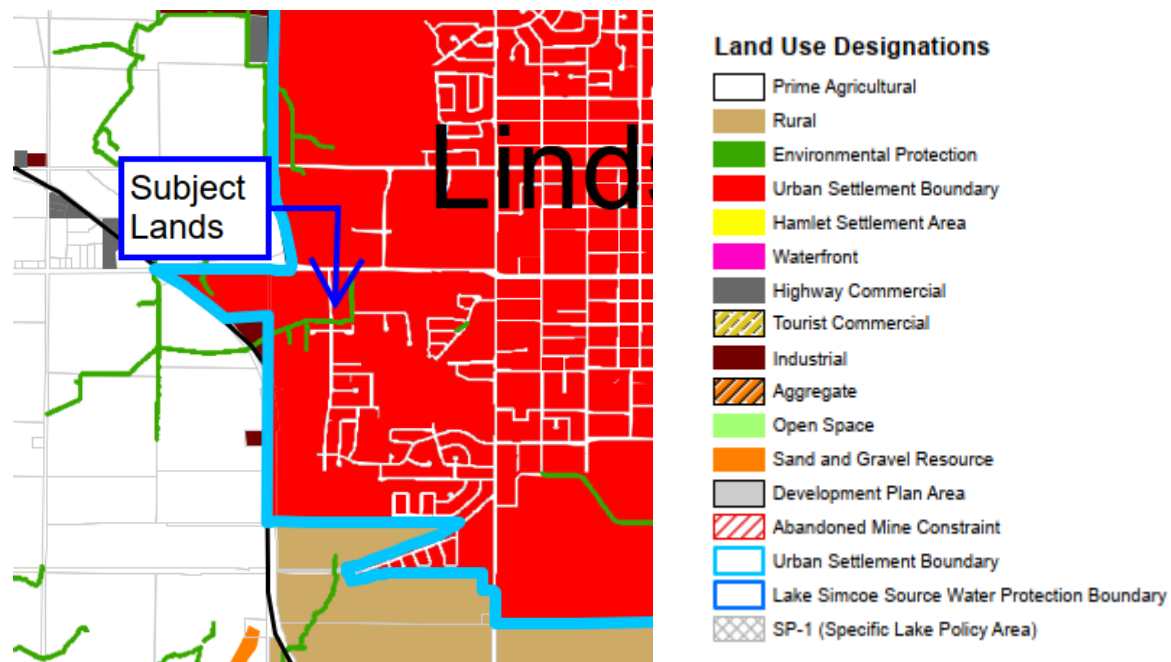 Linds
Subject
Lands
Land Use Designations
Prime Agricultural
Rural
Environmental Protection
Urban Settlement Boundary
Hamlet Settlement Area
Waterfront
Highway Commercial
Tourist Commercial
Industrial
Aggregate
Open Space
Sand and Gravel Resource
Development Plan Area
Abandoned Mine Constraint
Urban Settlement Boundary
Lake Simcoe Source Water Protection Boundary
SP-1 (Specific Lake Policy Area)